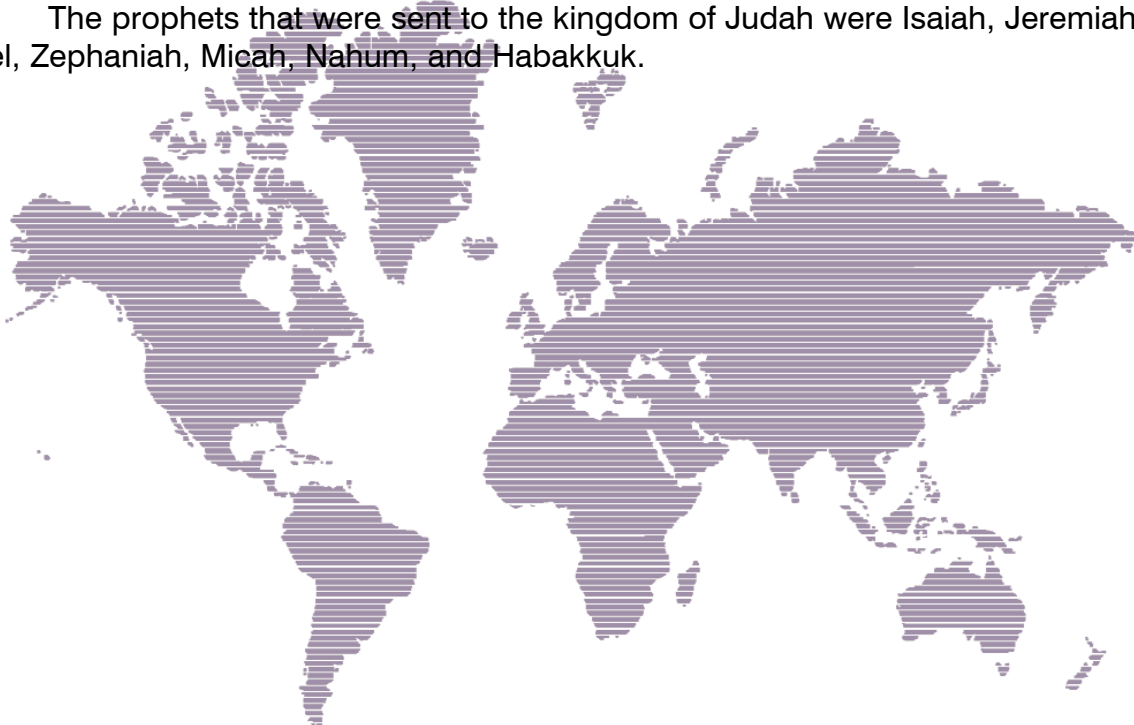 The prophets that were sent to the kingdom of Judah were Isaiah, Jeremiah
Zephaniah, Micah, Nahum, and Habakkuk.